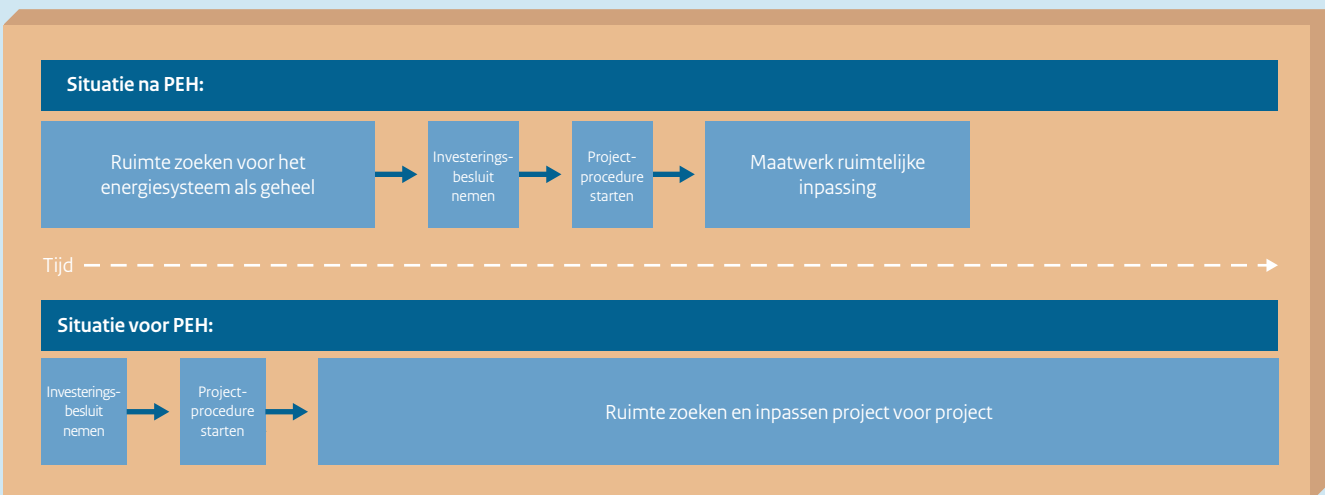 Situatie na PEH:
Ruimte zoeken voor het
energiesysteem als geheel
Investerings-
besluit
nemen
Project-
procedure
starten
Maatwerk ruimtelijke
inpassing
Tijd
Situatie voor PEH:
Investerings-
besluit
nemen
Project-
procedure
starten
Ruimte zoeken en inpassen project voor project